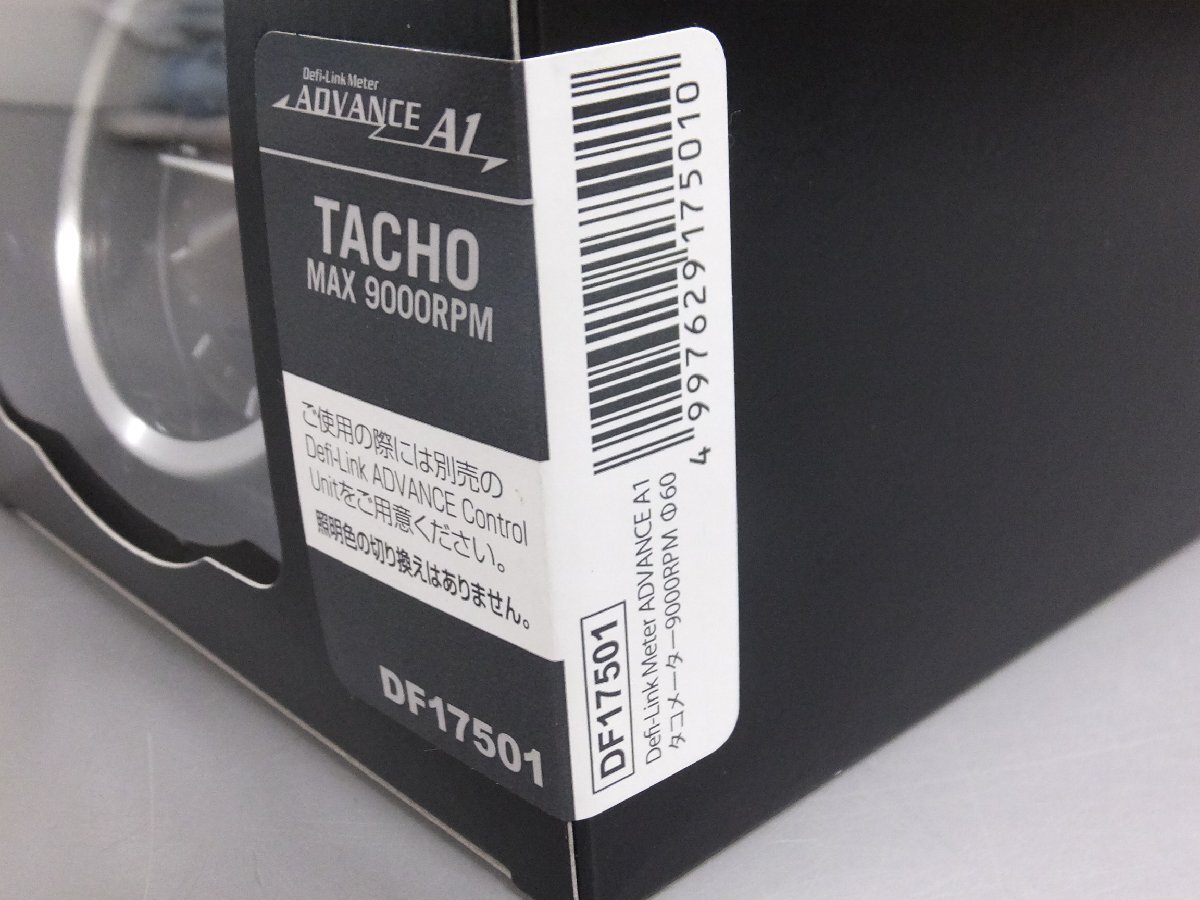 Defi-Link Meter
ADVANCE A1
TACHO
MAX 9000RPM
ご使用の際には別売の
Defi-Link ADVANCE Control
Unitをご用意ください。
照明色の切り換えはありません。
DF17501
4 997629 175010
DF17501
Defi-Link Meter ADVANCE A1
タコメーター9000RPM Φ60